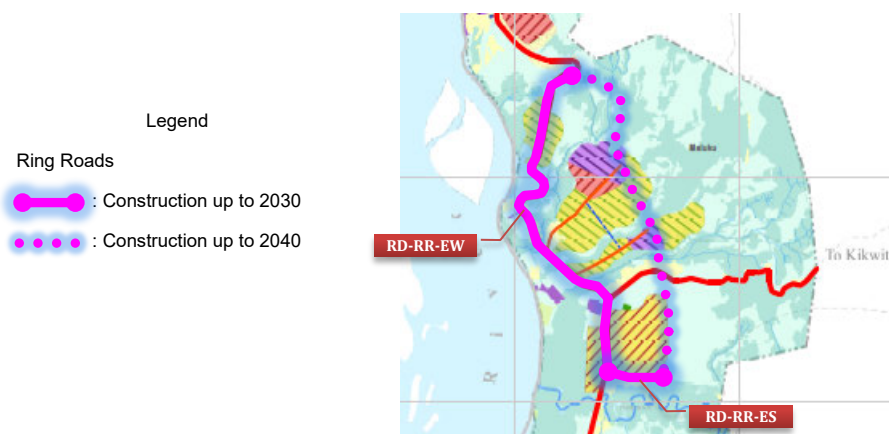 Legend
Ring Roads
: Construction up to 2030
: Construction up to 2040
Maluku
RD-RR-EW
To Kikwit
R I V E R
RD-RR-ES